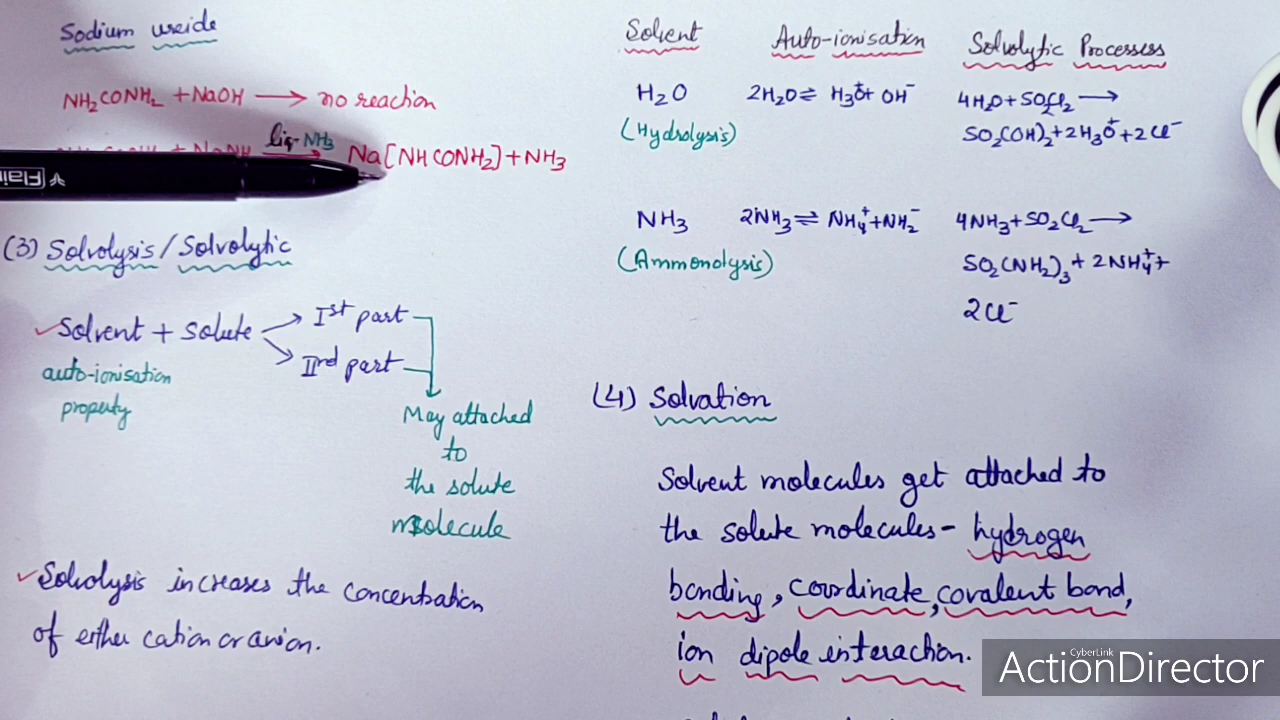 Sodium ureide
NH₂CONH₂ + NaOH ⟶ no reaction
liq-NH₃
Na[NHCONH₂] + NH₃
Flair
(3) Solvolysis / Solvolytic
Solvent + Solute
Iˢᵗ part
IIⁿᵈ part
auto-ionisation
property
May attached
to
the solute
molecule
Solvolysis increases the concentration
of either cation or anion.
Solvent Auto-ionisation Solvolytic Processess
H₂O 2H₂O ⇌ H₃O⁺ + OH⁻ 4H₂O + SO₂Cl₂ ⟶
(Hydrolysis) SO₂(OH)₂ + 2H₃O⁺ + 2Cl⁻
NH₃ 2NH₃ ⇌ NH₄⁺ + NH₂⁻ 4NH₃ + SO₂Cl₂ ⟶
(Ammonolysis) SO₂(NH₂)₃ + 2NH₄⁺ +
2Cl⁻
(4) Solvation
Solvent molecules get attached to
the solute molecules - hydrogen
bonding, coordinate, covalent bond,
ion dipole interaction.
CyberLink
ActionDirector